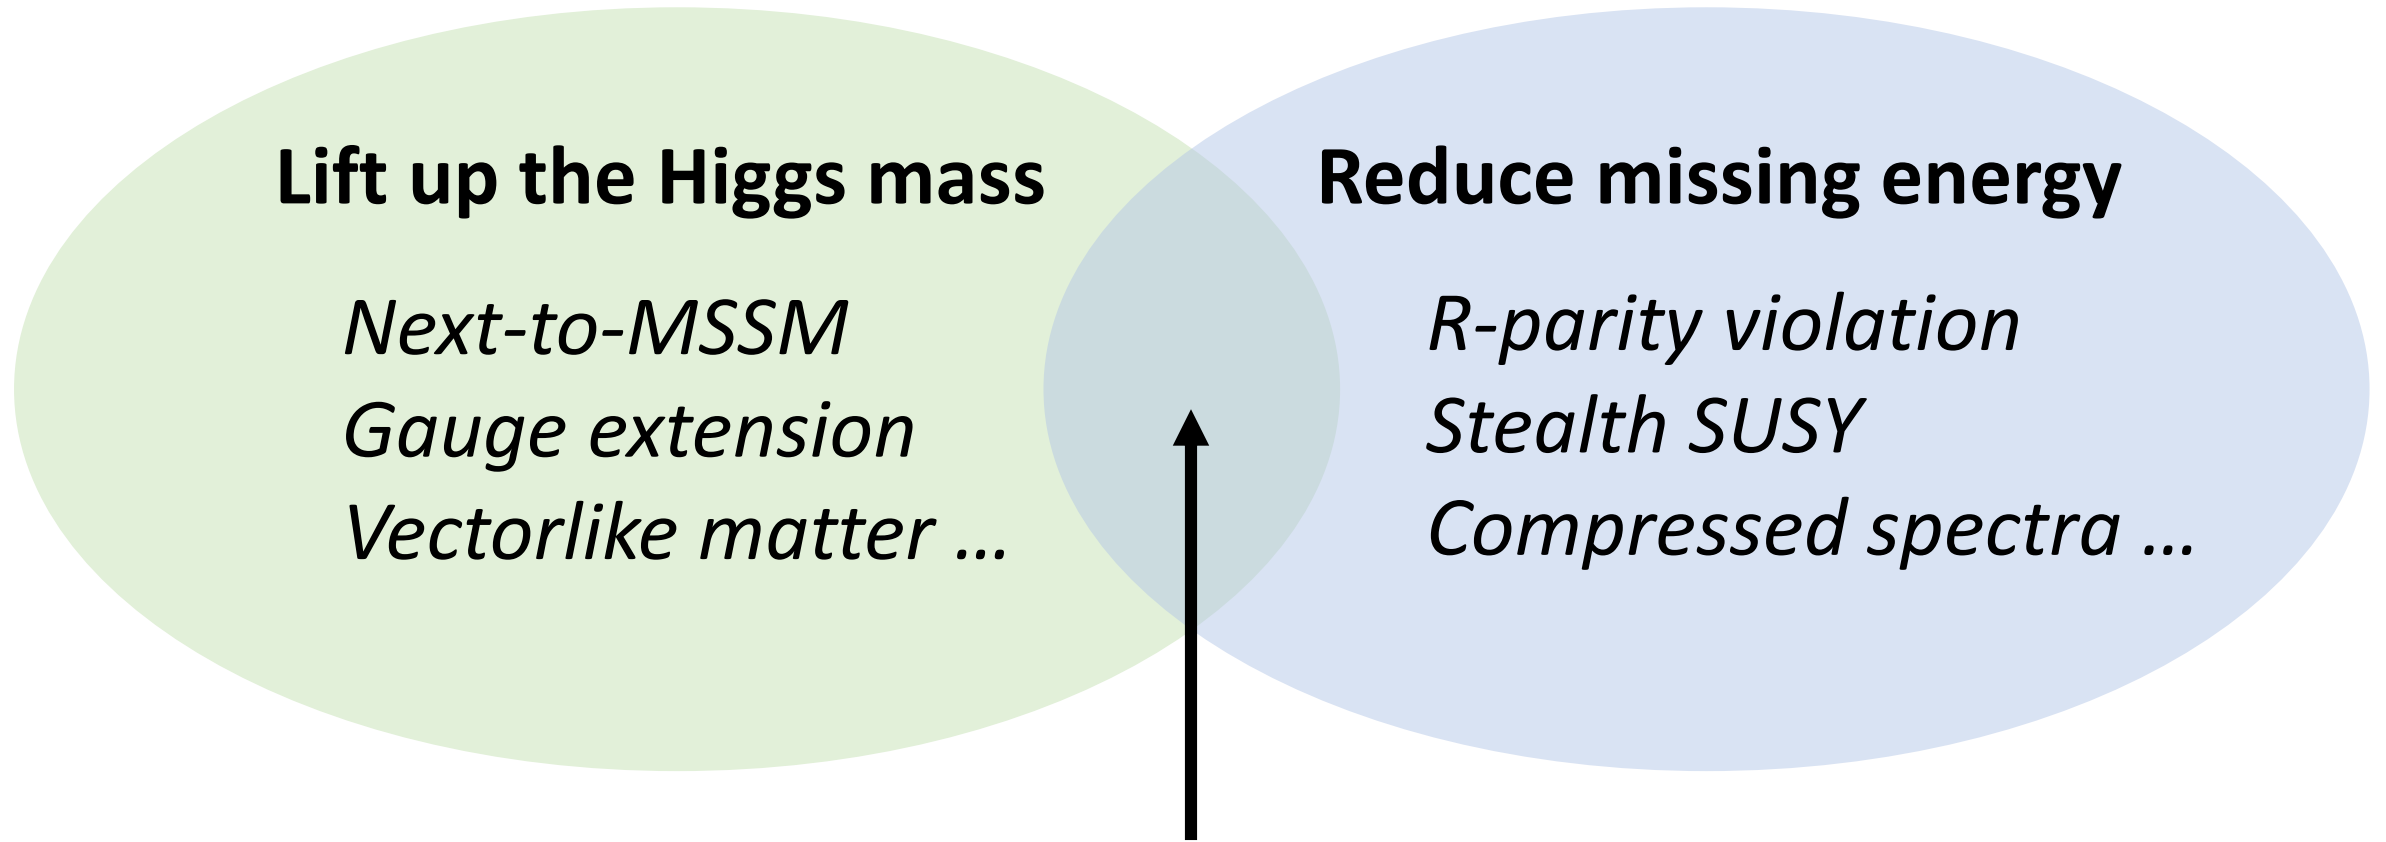 Lift up the Higgs mass
Next-to-MSSM
Gauge extension
Vectorlike matter ...
Reduce missing energy
R-parity violation
Stealth SUSY
Compressed spectra ...